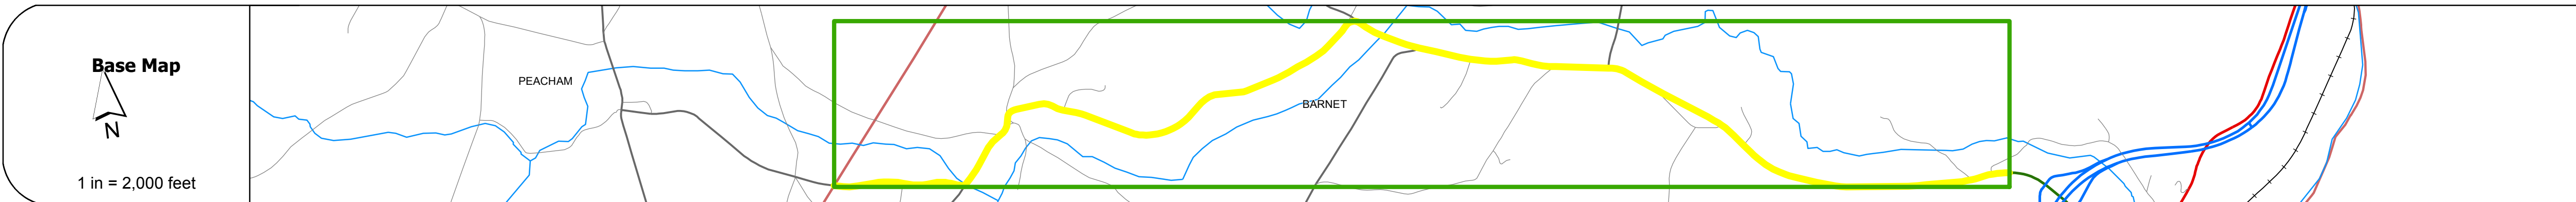 Base Map
N
1 in = 2,000 feet
PEACHAM
BARNET